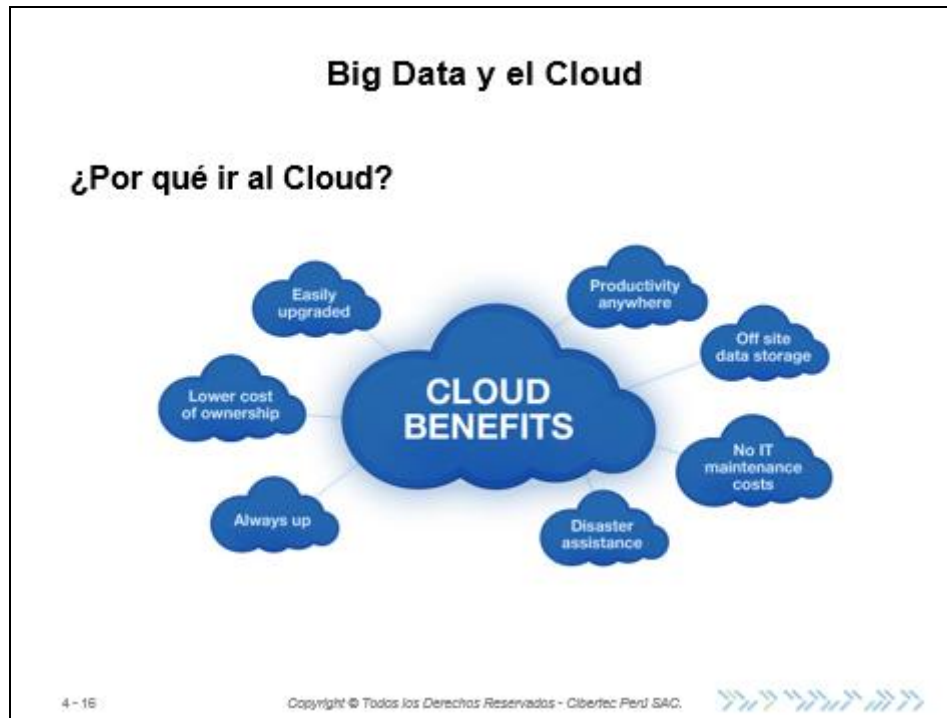 Big Data y el Cloud
¿Por qué ir al Cloud?
Easily
upgraded
Productivity
anywhere
Off site
data storage
Lower cost
of ownership
CLOUD
BENEFITS
No IT
maintenance
costs
Always up
Disaster
assistance
4 - 16
Copyright © Todos los Derechos Reservados - Cibertec Perú SAC.